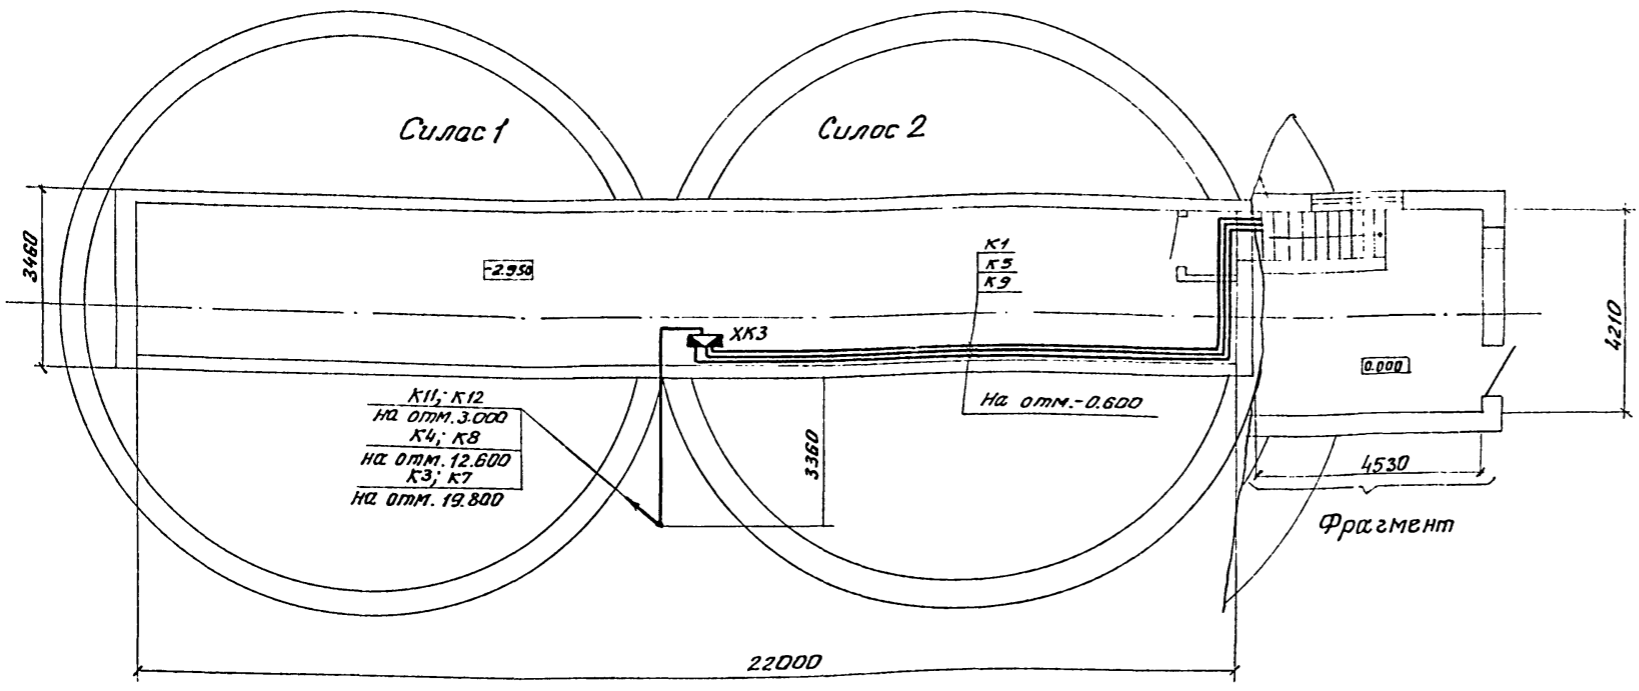 Силос 1
Силос 2
3460
-2.950
К1
К5
К9
ХК3
4210
0.000
К11; К12
на отм. 3.000
К4; К8
на отм. 12.600
К3; К7
на отм. 19.800
На отм.-0.600
3360
4530
Фрагмент
22000